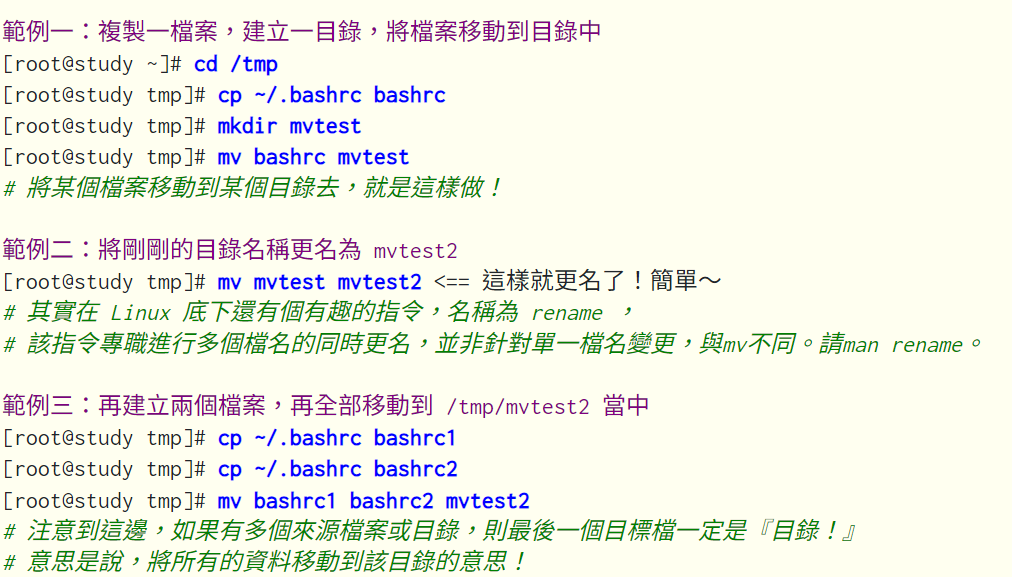 範例一：複製一檔案，建立一目錄，將檔案移動到目錄中
[root@study ~]# cd /tmp
[root@study tmp]# cp ~/.bashrc bashrc
[root@study tmp]# mkdir mvtest
[root@study tmp]# mv bashrc mvtest
# 將某個檔案移動到某個目錄去，就是這樣做！
範例二：將剛剛的目錄名稱更名為 mvtest2
[root@study tmp]# mv mvtest mvtest2 <== 這樣就更名了！簡單～
# 其實在 Linux 底下還有個有趣的指令，名稱為 rename ，
# 該指令專職進行多個檔名的同時更名，並非針對單一檔名變更，與mv不同。請man rename。
範例三：再建立兩個檔案，再全部移動到 /tmp/mvtest2 當中
[root@study tmp]# cp ~/.bashrc bashrc1
[root@study tmp]# cp ~/.bashrc bashrc2
[root@study tmp]# mv bashrc1 bashrc2 mvtest2
# 注意到這邊，如果有多個來源檔案或目錄，則最後一個目標檔一定是『目錄！』
# 意思是說，將所有的資料移動到該目錄的意思！